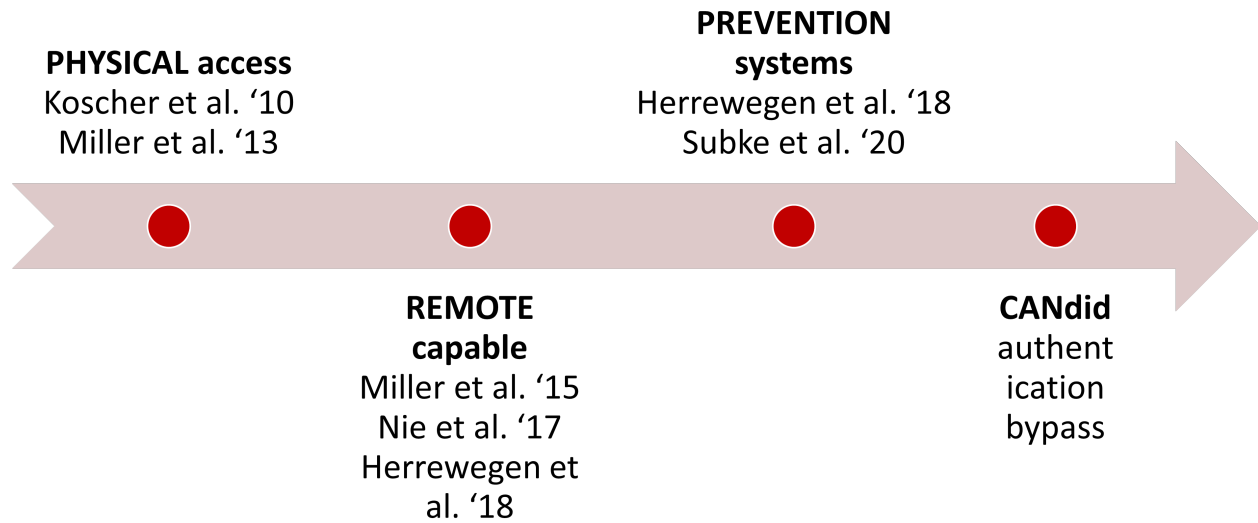 PHYSICAL access
Koscher et al. ‘10
Miller et al. ‘13
REMOTE
capable
Miller et al. ‘15
Nie et al. ‘17
Herrewegen et
al. ‘18
PREVENTION
systems
Herrewegen et al. ‘18
Subke et al. ‘20
CANdid
authent
ication
bypass